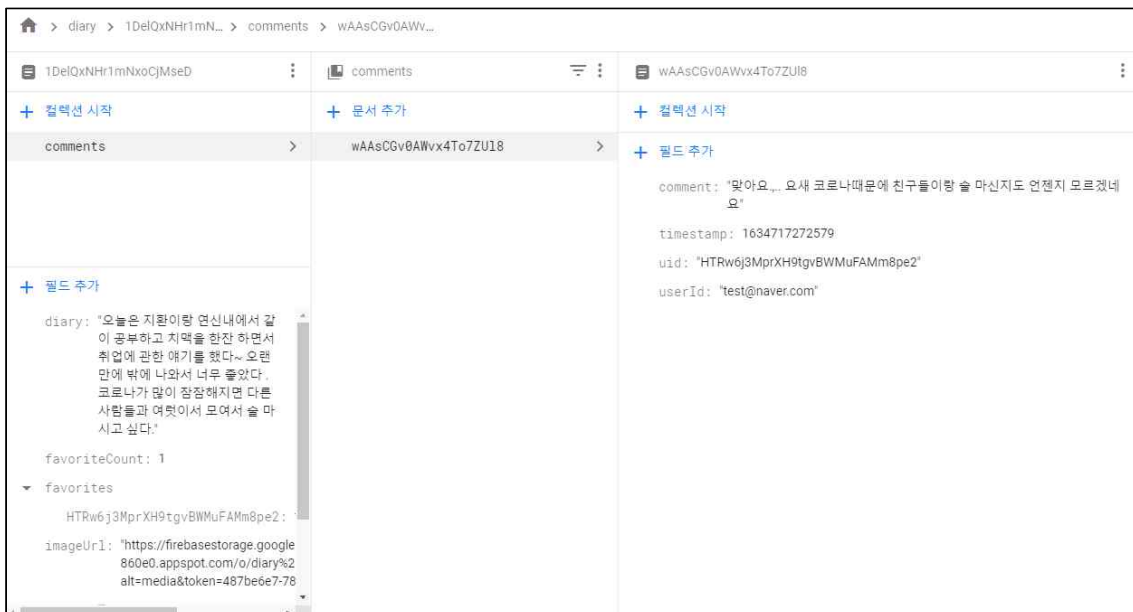 diary > 1DelQxNHr1mN... > comments > wAAsCGv0AWv...
1DelQxNHr1mNxoCjMseD
+ 컬렉션 시작
comments
+ 필드 추가
diary: "오늘은 지환이랑 연신내에서 같
이 공부하고 치맥을 한잔 하면서
취업에 관한 얘기를 했다~ 오랜
만에 밖에 나와서 너무 좋았다.
코로나가 많이 잠잠해지면 다른
사람들과 여럿이서 모여서 술 마
시고 싶다."
favoriteCount: 1
favorites
HTRw6j3MprXH9tgvBWMuFAMm8pe2:
imageUrl: "https://firebasestorage.google
860e0.appspot.com/o/diary%2
alt=media&token=487be6e7-78
comments
+ 문서 추가
wAAsCGv0AWvx4To7ZUl8
wAAsCGv0AWvx4To7ZUl8
+ 컬렉션 시작
+ 필드 추가
comment: "맞아요.,.. 요새 코로나때문에 친구들이랑 술 마신지도 언젠지 모르겠네
요"
timestamp: 1634717272579
uid: "HTRw6j3MprXH9tgvBWMuFAMm8pe2"
userId: "test@naver.com"